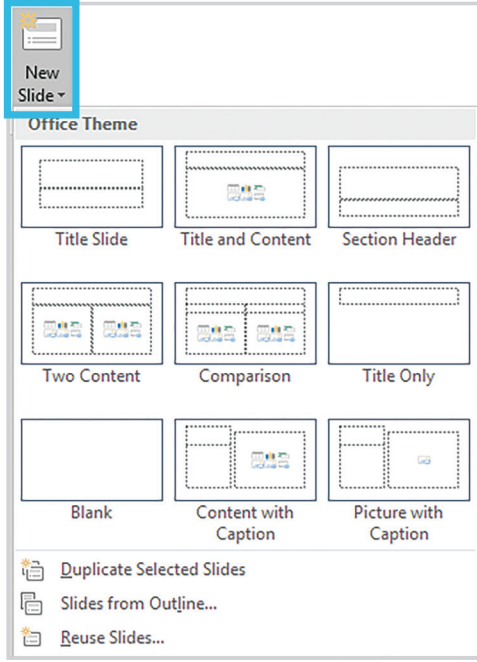 New
Slide
Office Theme
Title Slide
Title and Content
Section Header
Two Content
Comparison
Title Only
Blank
Content with
Caption
Picture with
Caption
Duplicate Selected Slides
Slides from Outline...
Reuse Slides...